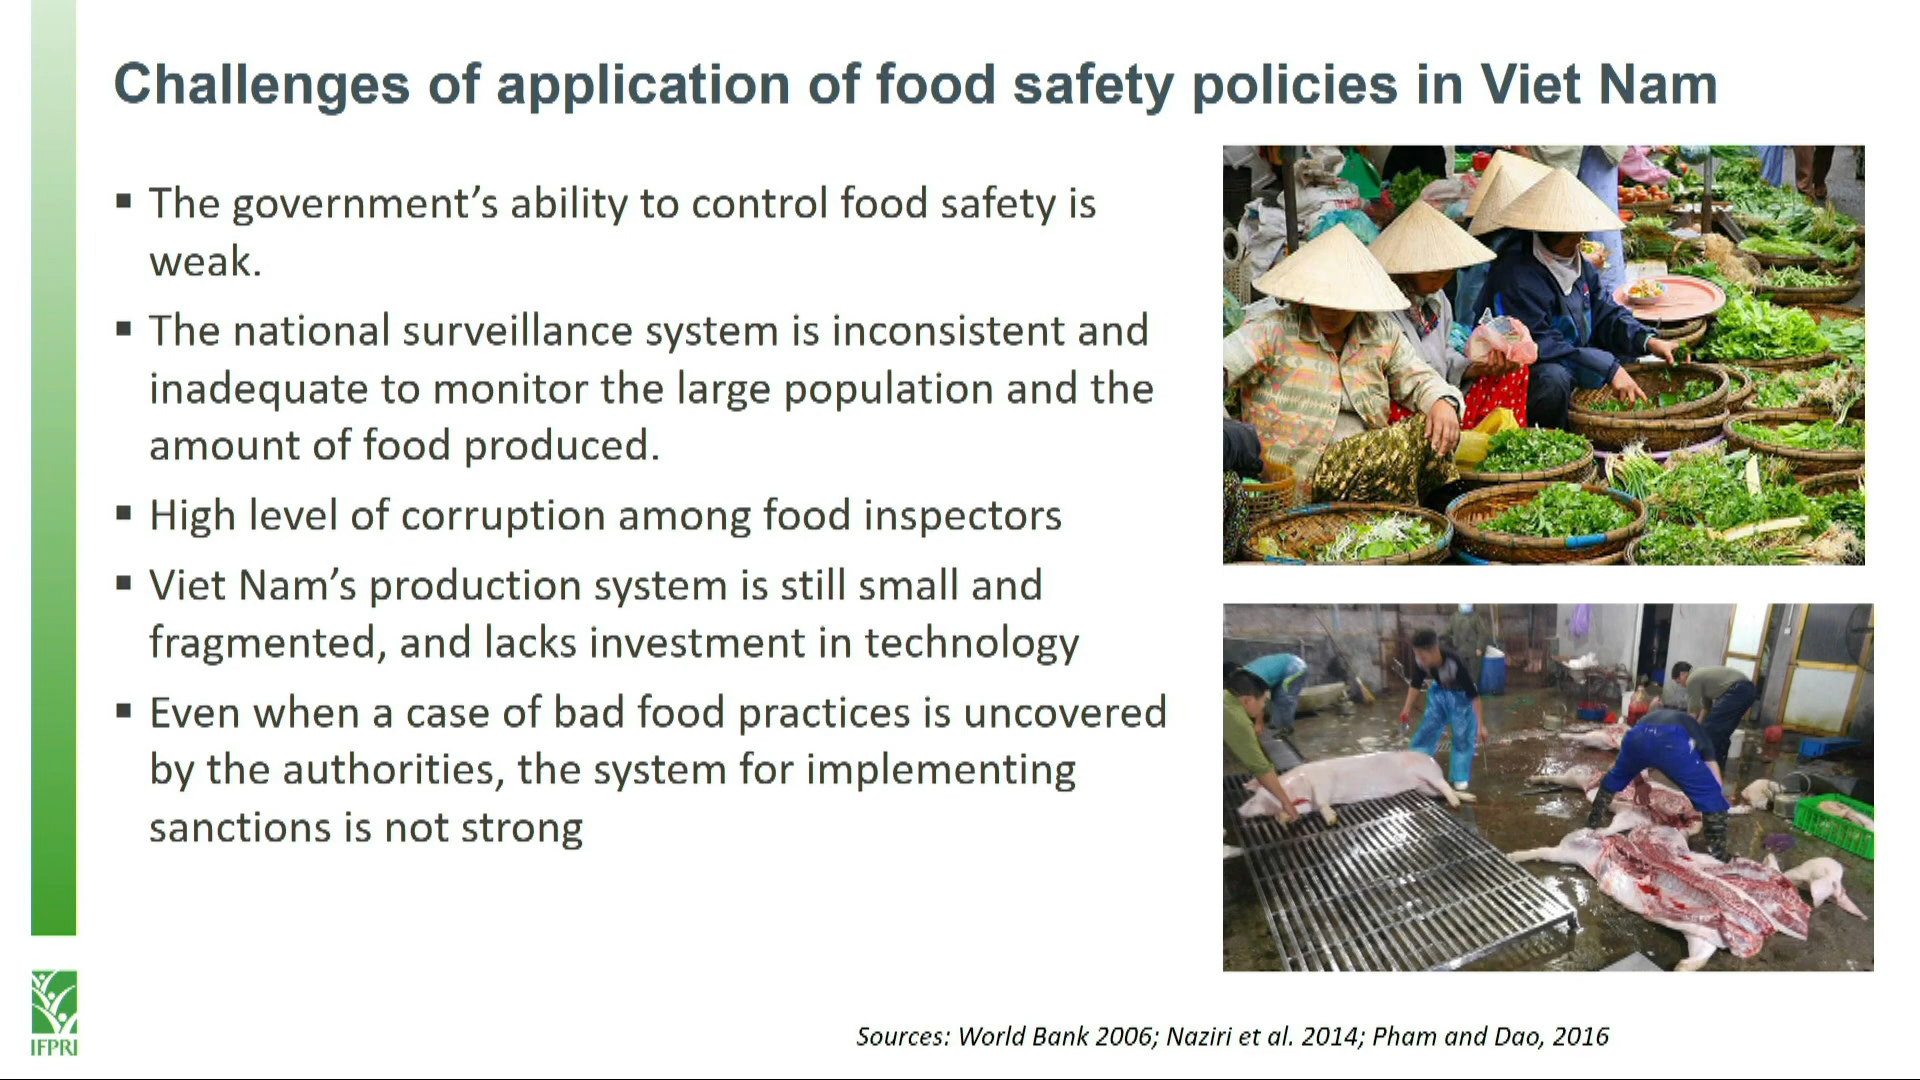 Challenges of application of food safety policies in Viet Nam
▪ The government’s ability to control food safety is
weak.
▪ The national surveillance system is inconsistent and
inadequate to monitor the large population and the
amount of food produced.
▪ High level of corruption among food inspectors
▪ Viet Nam’s production system is still small and
fragmented, and lacks investment in technology
▪ Even when a case of bad food practices is uncovered
by the authorities, the system for implementing
sanctions is not strong
IFPRI
Sources: World Bank 2006; Naziri et al. 2014; Pham and Dao, 2016